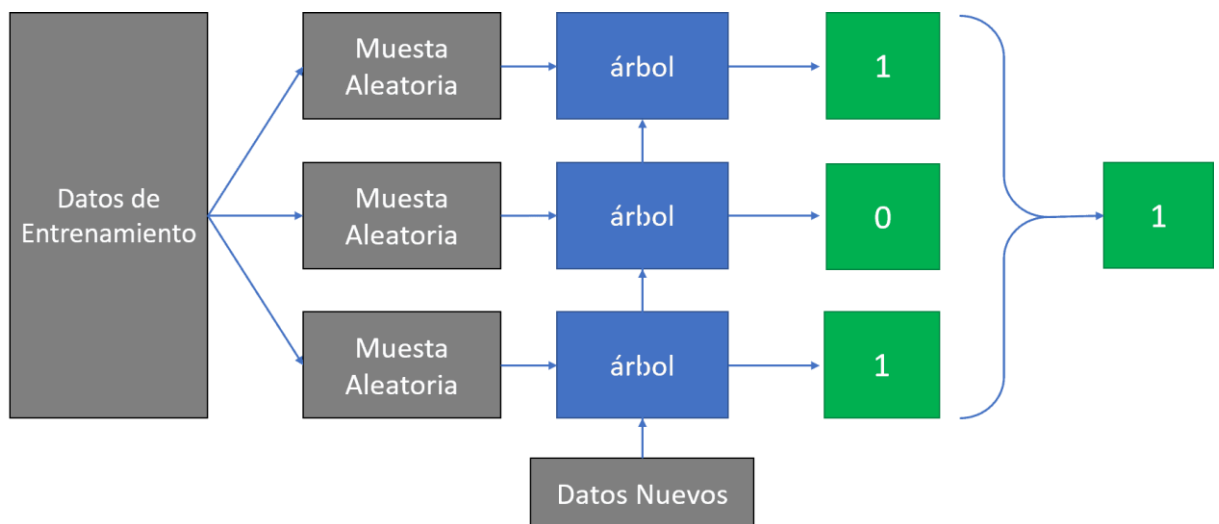 Datos de
Entrenamiento
Muesta
Aleatoria
árbol
1
Muesta
Aleatoria
árbol
0
Muesta
Aleatoria
árbol
1
1
Datos Nuevos